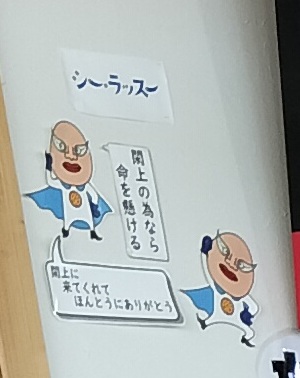 シー・ラッスー
閖上の為なら
命を懸ける
閖上に
来てくれて
ほんとうにありがとう